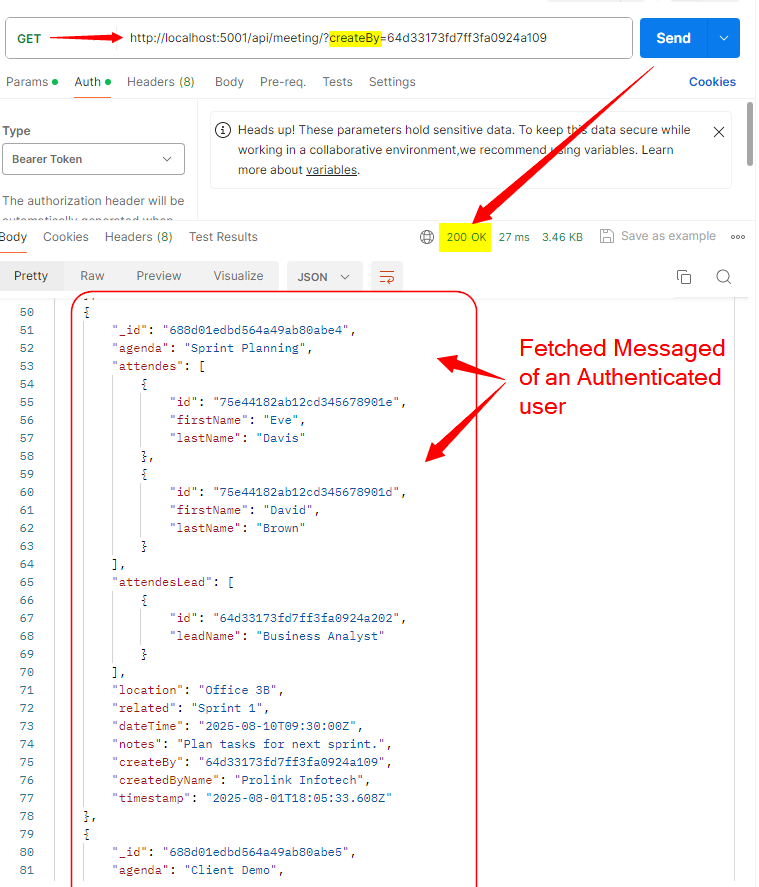 GET http://localhost:5001/api/meeting/?createBy=64d33173fd7ff3fa0924a109 Send
Params Auth Headers (8) Body Pre-req. Tests Settings Cookies
Type
Bearer Token
The authorization header will be
automatically generated when
Heads up! These parameters hold sensitive data. To keep this data secure while
working in a collaborative environment,we recommend using variables. Learn
more about variables.
Body Cookies Headers (8) Test Results 200 OK 27 ms 3.46 KB Save as example
Pretty Raw Preview Visualize JSON
50 {
51 "_id": "688d01edbd564a49ab80abe4",
52 "agenda": "Sprint Planning",
53 "attendes": [
54 {
55 "id": "75e44182ab12cd345678901e",
56 "firstName": "Eve",
57 "lastName": "Davis"
58 },
59 {
60 "id": "75e44182ab12cd345678901d",
61 "firstName": "David",
62 "lastName": "Brown"
63 }
64 ],
65 "attendesLead": [
66 {
67 "id": "64d33173fd7ff3fa0924a202",
68 "leadName": "Business Analyst"
69 }
70 ],
71 "location": "Office 3B",
72 "related": "Sprint 1",
73 "dateTime": "2025-08-10T09:30:00Z",
74 "notes": "Plan tasks for next sprint.",
75 "createBy": "64d33173fd7ff3fa0924a109",
76 "createdByName": "Prolink Infotech",
77 "timestamp": "2025-08-01T18:05:33.608Z"
78 },
79 {
80 "_id": "688d01edbd564a49ab80abe5",
81 "agenda": "Client Demo",
Fetched Messaged
of an Authenticated
user